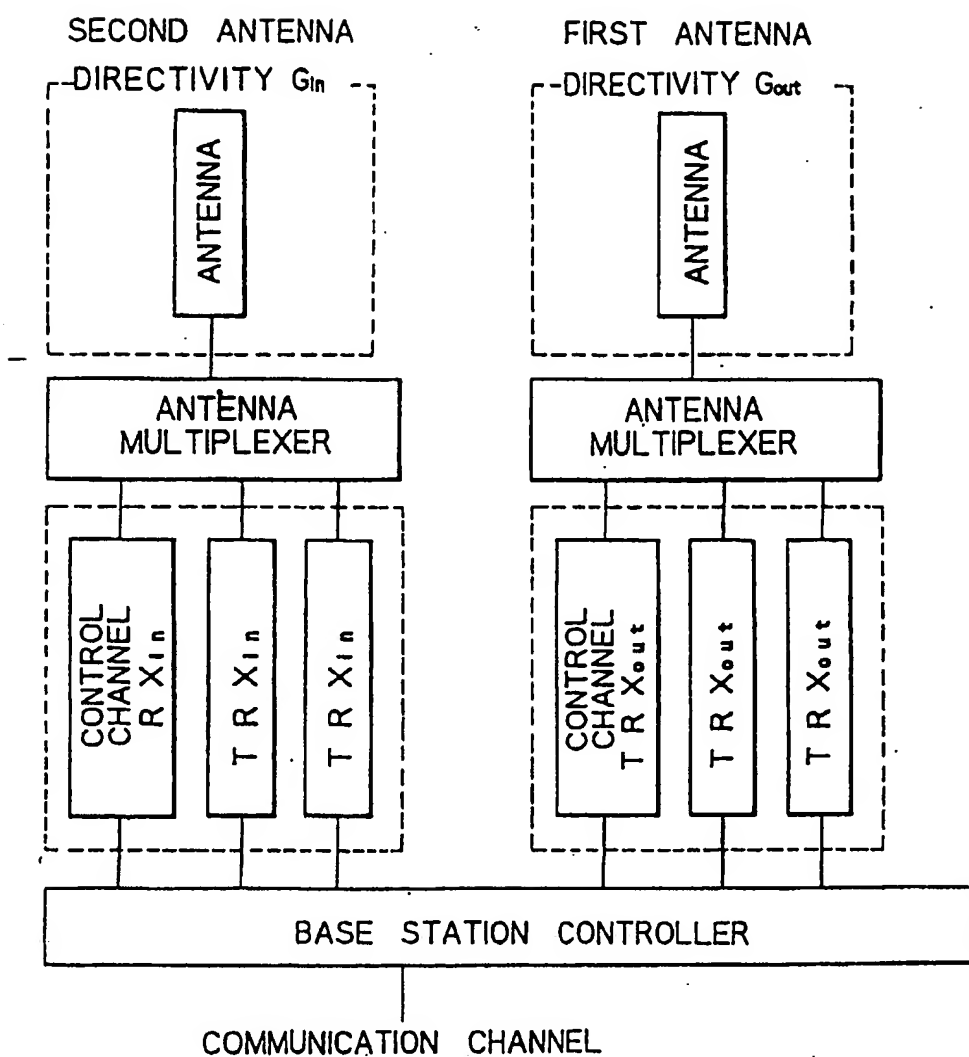 SECOND ANTENNA
DIRECTIVITY Gin
ANTENNA
ANTENNA
MULTIPLEXER
CONTROL
CHANNEL
R Xin
T R Xin
T R Xin
FIRST ANTENNA
DIRECTIVITY Gout
ANTENNA
ANTENNA
MULTIPLEXER
CONTROL
CHANNEL
T R Xout
T R Xout
T R Xout
BASE STATION CONTROLLER
COMMUNICATION CHANNEL